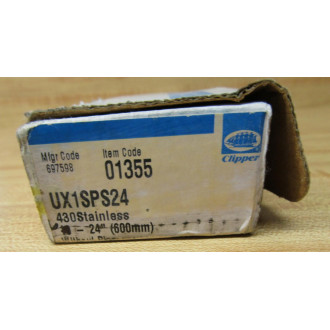 Mfgr Code
697598
Item Code
01355
Clipper
UX1SPS24
430Stainless
- 24" (600mm)